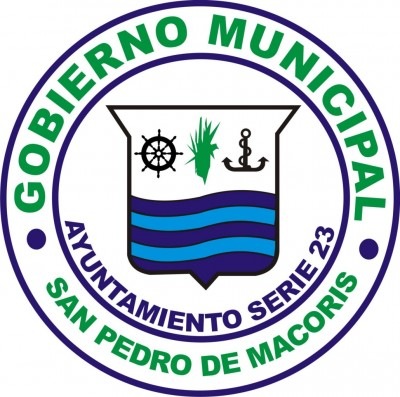 GOBIERNO MUNICIPAL
AYUNTAMIENTO SERIE 23
SAN PEDRO DE MACORIS